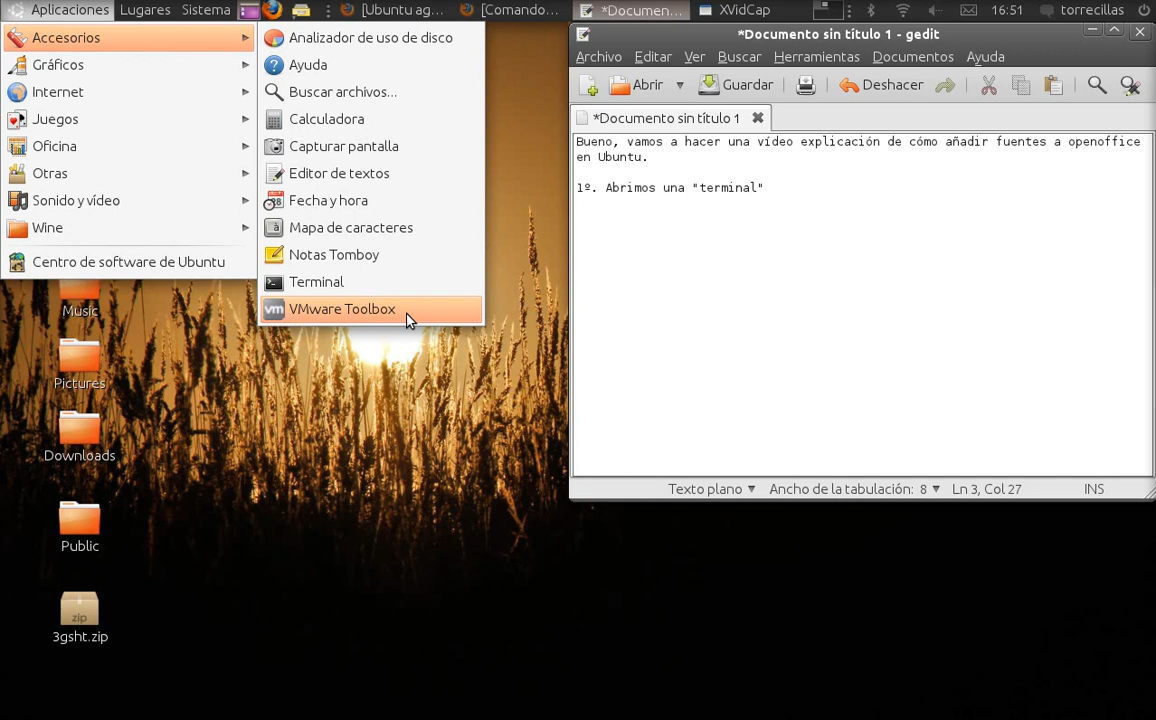 Aplicaciones Lugares Sistema [Ubuntu ag... [Comando... *Documen... XVidCap 16:51 torrecillas
Accesorios
Gráficos
Internet
Juegos
Oficina
Otras
Sonido y vídeo
Wine
Centro de software de Ubuntu
Analizador de uso de disco
Ayuda
Buscar archivos...
Calculadora
Capturar pantalla
Editor de textos
Fecha y hora
Mapa de caracteres
Notas Tomboy
Terminal
vm VMware Toolbox
Music
Pictures
Downloads
Public
zip
3gsht.zip
*Documento sin título 1 - gedit
Archivo Editar Ver Buscar Herramientas Documentos Ayuda
Abrir Guardar Deshacer
*Documento sin título 1
Bueno, vamos a hacer una vídeo explicación de cómo añadir fuentes a openoffice
en Ubuntu.
1º. Abrimos una "terminal"
Texto plano Ancho de la tabulación: 8 Ln 3, Col 27 INS